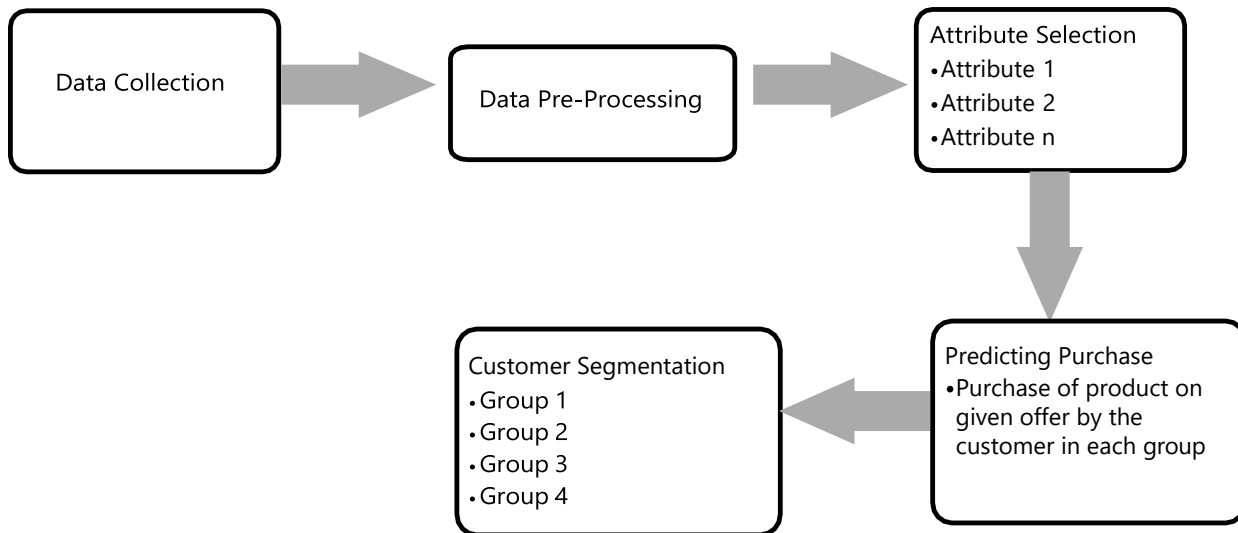 Data Collection
Data Pre-Processing
Attribute Selection
•Attribute 1
•Attribute 2
•Attribute n
Predicting Purchase
•Purchase of product on
given offer by the
customer in each group
Customer Segmentation
•Group 1
•Group 2
•Group 3
•Group 4